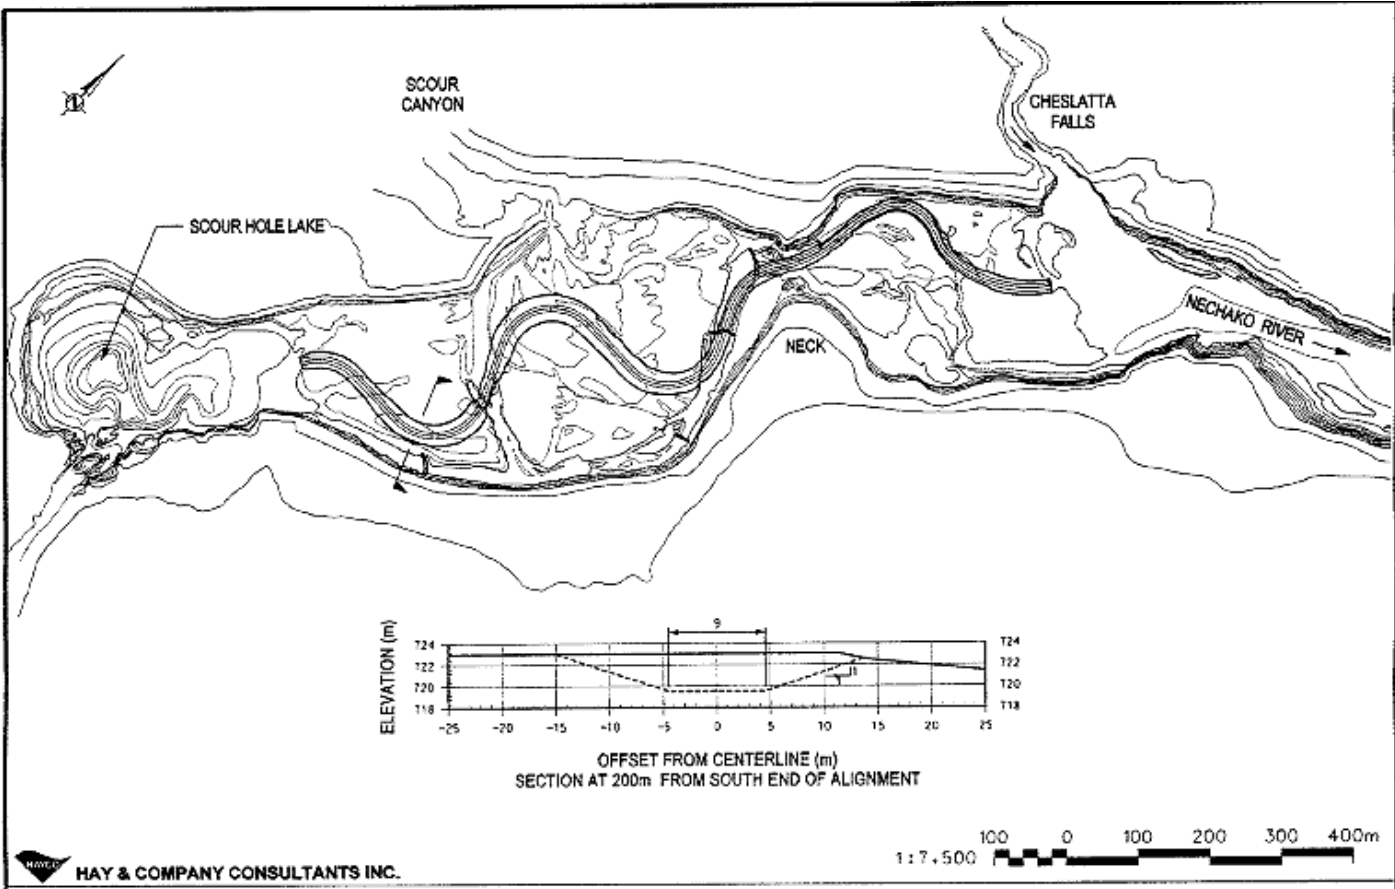 SCOUR
CANYON
CHESLATTA
FALLS
SCOUR HOLE LAKE
NECHAKO RIVER
NECK
9
ELEVATION (m)
724
722
720
718
724
722
720
718
1
-25
-20
-15
-10
-5
0
5
10
15
20
25
OFFSET FROM CENTERLINE (m)
SECTION AT 200m FROM SOUTH END OF ALIGNMENT
100 0 100 200 300 400m
1:7,500
HAYCO
HAY & COMPANY CONSULTANTS INC.